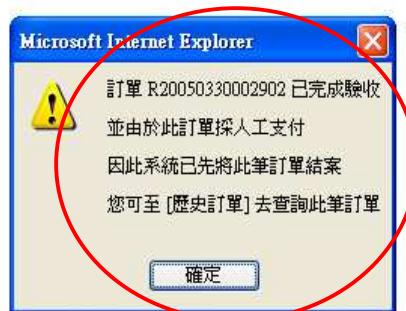 Microsoft Internet Explorer
訂單 R20050330002902 已完成驗收
並由於此訂單採人工支付
因此系統已先將此筆訂單結案
您可至 [歷史訂單] 去查詢此筆訂單
確定